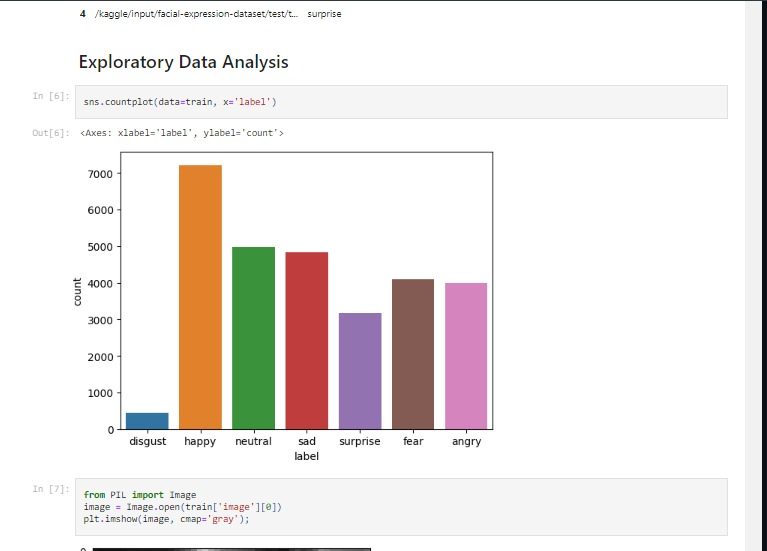 4 /kaggle/input/facial-expression-dataset/test/t... surprise
Exploratory Data Analysis
In [6]:
sns.countplot(data=train, x='label')
Out[6]:
<Axes: xlabel='label', ylabel='count'>
7000
6000
5000
4000
3000
2000
1000
0
count
disgust happy neutral sad surprise fear angry
label
In [7]:
from PIL import Image
image = Image.open(train['image'][0])
plt.imshow(image, cmap='gray');
0